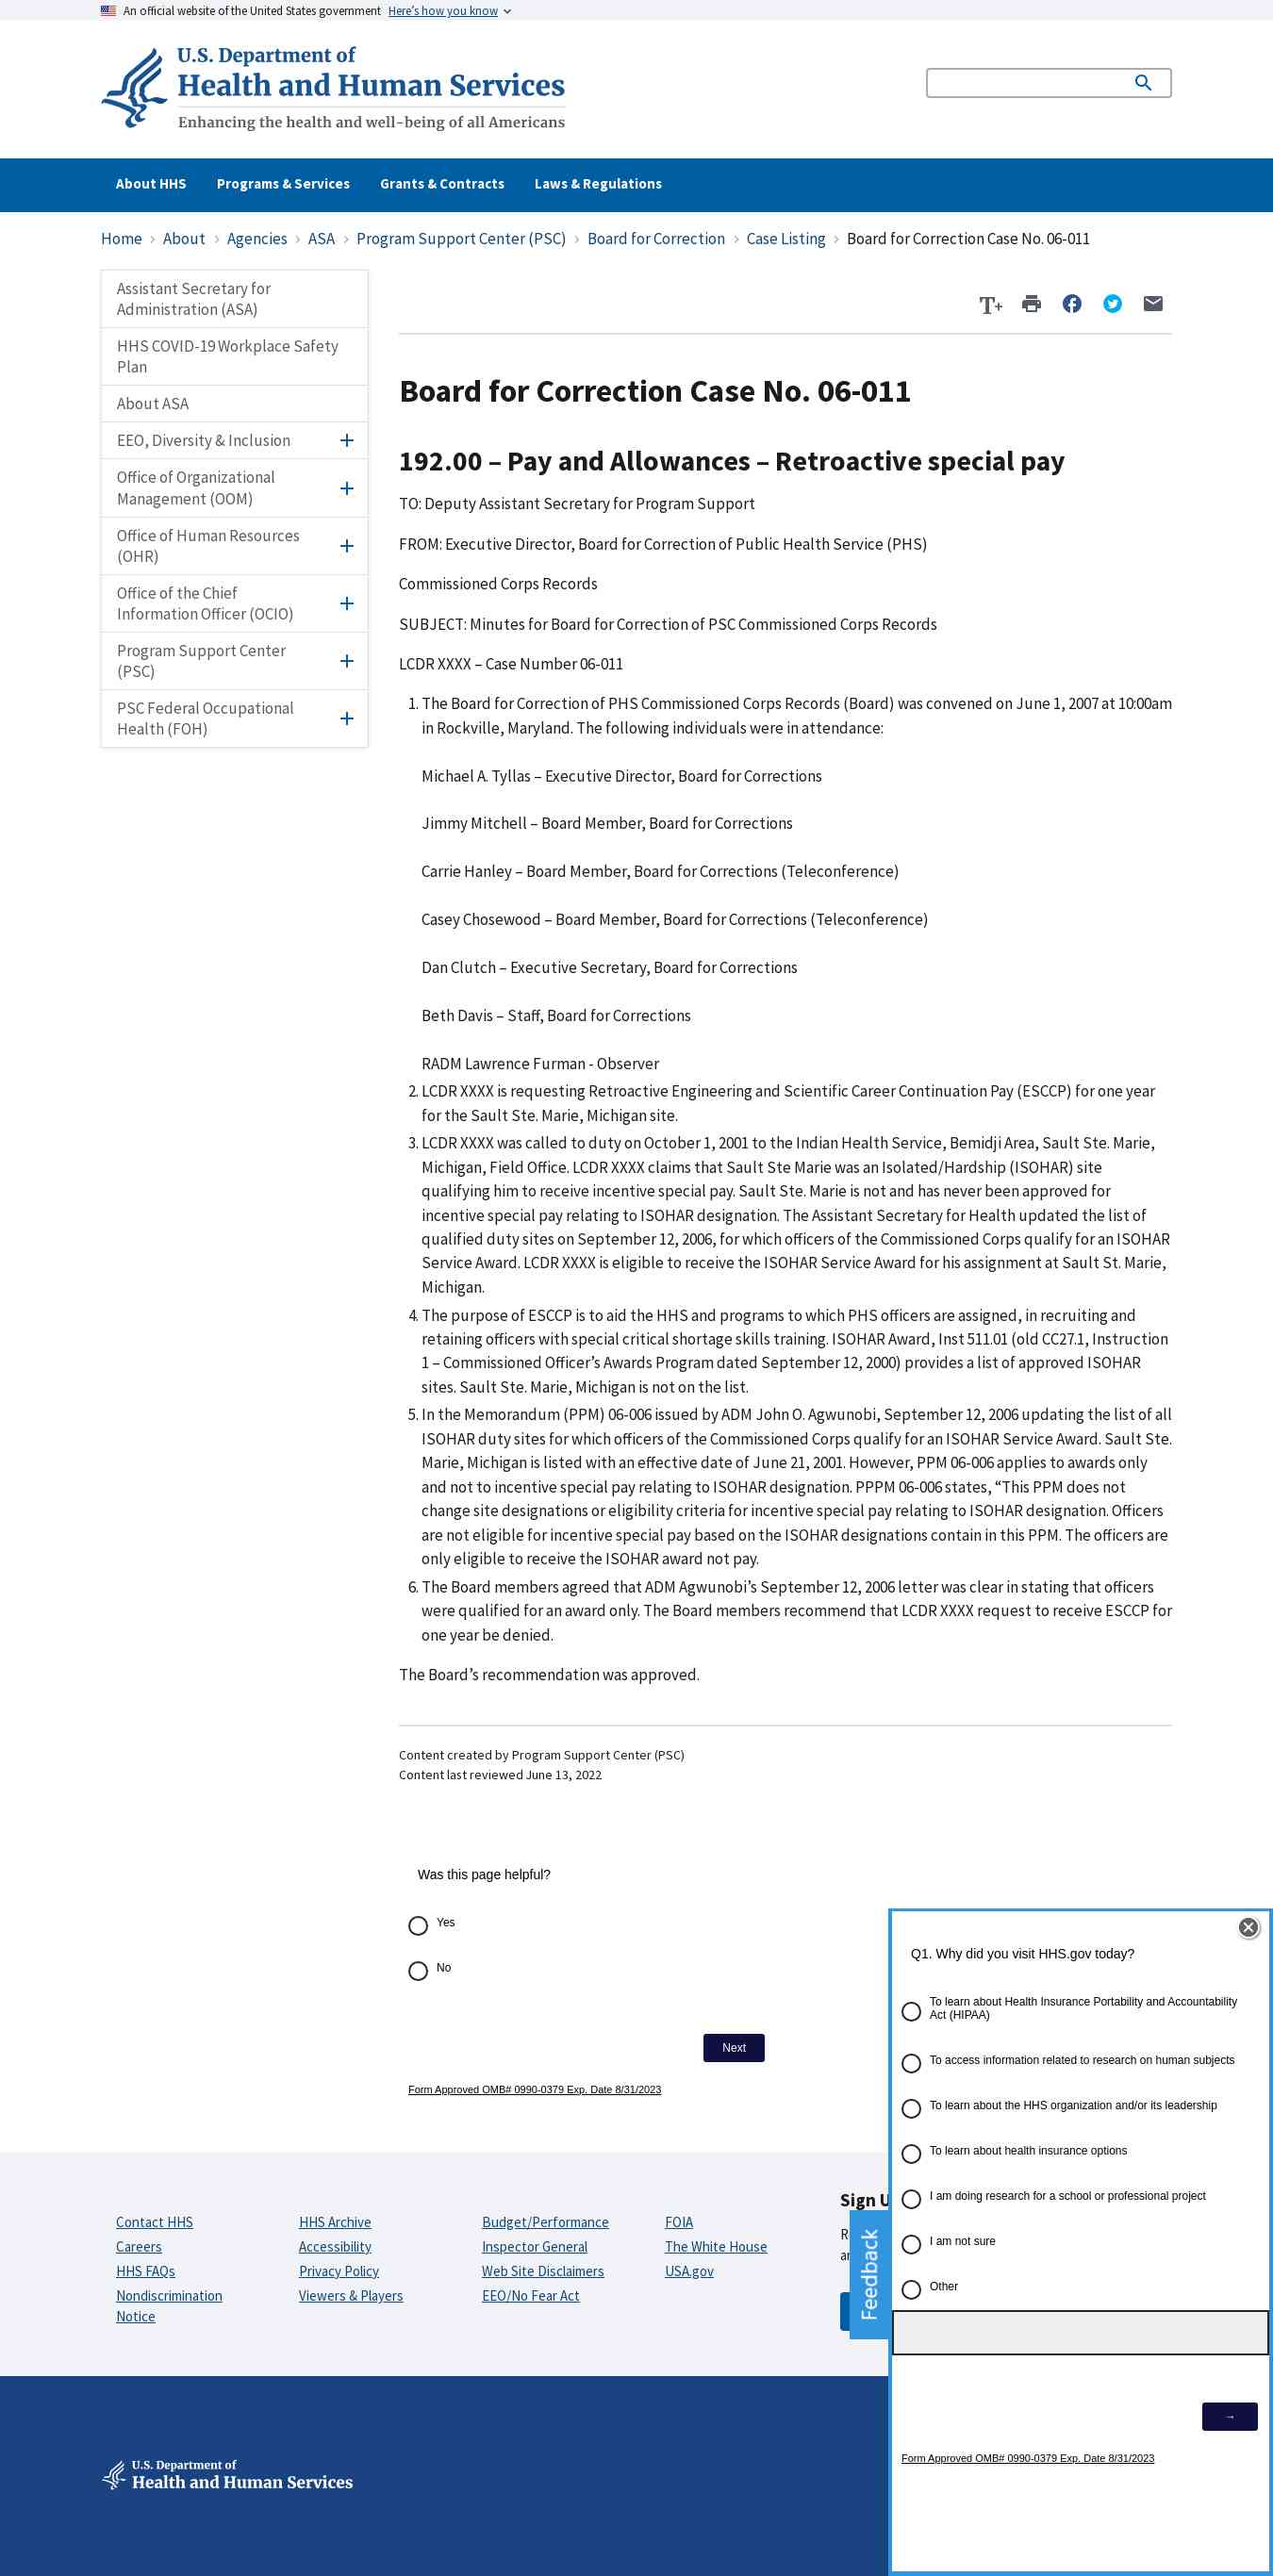 An official website of the United States government Here's how you know
U.S. Department of
Health and Human Services
Enhancing the health and well-being of all Americans
About HHS Programs & Services Grants & Contracts Laws & Regulations
Home > About > Agencies > ASA > Program Support Center (PSC) > Board for Correction > Case Listing > Board for Correction Case No. 06-011
Assistant Secretary for
Administration (ASA)
HHS COVID-19 Workplace Safety
Plan
About ASA
EEO, Diversity & Inclusion
Office of Organizational
Management (OOM)
Office of Human Resources
(OHR)
Office of the Chief
Information Officer (OCIO)
Program Support Center
(PSC)
PSC Federal Occupational
Health (FOH)
T+
Board for Correction Case No. 06-011
192.00 – Pay and Allowances – Retroactive special pay
TO: Deputy Assistant Secretary for Program Support
FROM: Executive Director, Board for Correction of Public Health Service (PHS)
Commissioned Corps Records
SUBJECT: Minutes for Board for Correction of PSC Commissioned Corps Records
LCDR XXXX – Case Number 06-011
1. The Board for Correction of PHS Commissioned Corps Records (Board) was convened on June 1, 2007 at 10:00am
in Rockville, Maryland. The following individuals were in attendance:
Michael A. Tyllas – Executive Director, Board for Corrections
Jimmy Mitchell – Board Member, Board for Corrections
Carrie Hanley – Board Member, Board for Corrections (Teleconference)
Casey Chosewood – Board Member, Board for Corrections (Teleconference)
Dan Clutch – Executive Secretary, Board for Corrections
Beth Davis – Staff, Board for Corrections
RADM Lawrence Furman - Observer
2. LCDR XXXX is requesting Retroactive Engineering and Scientific Career Continuation Pay (ESCCP) for one year
for the Sault Ste. Marie, Michigan site.
3. LCDR XXXX was called to duty on October 1, 2001 to the Indian Health Service, Bemidji Area, Sault Ste. Marie,
Michigan, Field Office. LCDR XXXX claims that Sault Ste Marie was an Isolated/Hardship (ISOHAR) site
qualifying him to receive incentive special pay. Sault Ste. Marie is not and has never been approved for
incentive special pay relating to ISOHAR designation. The Assistant Secretary for Health updated the list of
qualified duty sites on September 12, 2006, for which officers of the Commissioned Corps qualify for an ISOHAR
Service Award. LCDR XXXX is eligible to receive the ISOHAR Service Award for his assignment at Sault St. Marie,
Michigan.
4. The purpose of ESCCP is to aid the HHS and programs to which PHS officers are assigned, in recruiting and
retaining officers with special critical shortage skills training. ISOHAR Award, Inst 511.01 (old CC27.1, Instruction
1 – Commissioned Officer's Awards Program dated September 12, 2000) provides a list of approved ISOHAR
sites. Sault Ste. Marie, Michigan is not on the list.
5. In the Memorandum (PPM) 06-006 issued by ADM John O. Agwunobi, September 12, 2006 updating the list of all
ISOHAR duty sites for which officers of the Commissioned Corps qualify for an ISOHAR Service Award. Sault Ste.
Marie, Michigan is listed with an effective date of June 21, 2001. However, PPM 06-006 applies to awards only
and not to incentive special pay relating to ISOHAR designation. PPPM 06-006 states, “This PPM does not
change site designations or eligibility criteria for incentive special pay relating to ISOHAR designation. Officers
are not eligible for incentive special pay based on the ISOHAR designations contain in this PPM. The officers are
only eligible to receive the ISOHAR award not pay.
6. The Board members agreed that ADM Agwunobi’s September 12, 2006 letter was clear in stating that officers
were qualified for an award only. The Board members recommend that LCDR XXXX request to receive ESCCP for
one year be denied.
The Board’s recommendation was approved.
Content created by Program Support Center (PSC)
Content last reviewed June 13, 2022
Was this page helpful?
Yes
No
Next
Form Approved OMB# 0990-0379 Exp. Date 8/31/2023
Q1. Why did you visit HHS.gov today?
To learn about Health Insurance Portability and Accountability
Act (HIPAA)
To access information related to research on human subjects
To learn about the HHS organization and/or its leadership
To learn about health insurance options
I am doing research for a school or professional project
I am not sure
Other
→
Form Approved OMB# 0990-0379 Exp. Date 8/31/2023
Feedback
Sign U
Contact HHS
Careers
HHS FAQs
Nondiscrimination
Notice
HHS Archive
Accessibility
Privacy Policy
Viewers & Players
Budget/Performance
Inspector General
Web Site Disclaimers
EEO/No Fear Act
FOIA
The White House
USA.gov
U.S. Department of
Health and Human Services